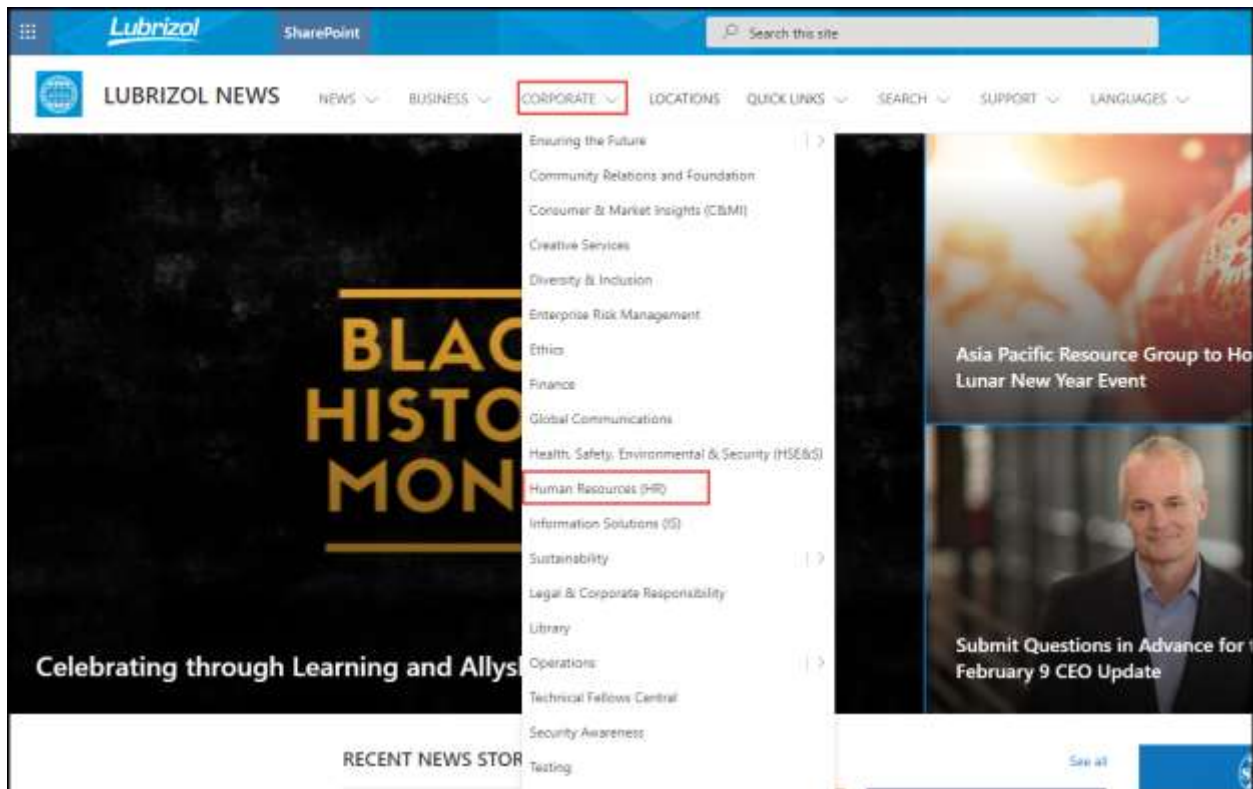 Lubrizol
SharePoint
Search this site
LUBRIZOL NEWS
NEWS
BUSINESS
CORPORATE
LOCATIONS
QUICK LINKS
SEARCH
SUPPORT
LANGUAGES
Ensuring the Future
Community Relations and Foundation
Consumer & Market Insights (C&MI)
Creative Services
Diversity & Inclusion
Enterprise Risk Management
Ethics
Finance
Global Communications
Health, Safety, Environmental & Security (HSE&S)
Human Resources (HR)
Information Solutions (IS)
Sustainability
Legal & Corporate Responsibility
Library
Operations
Technical Fellows Central
Security Awareness
Testing
BLAC
HISTO
MON
Celebrating through Learning and Allys
Asia Pacific Resource Group to Ho
Lunar New Year Event
Submit Questions in Advance for
February 9 CEO Update
RECENT NEWS STOR
See all